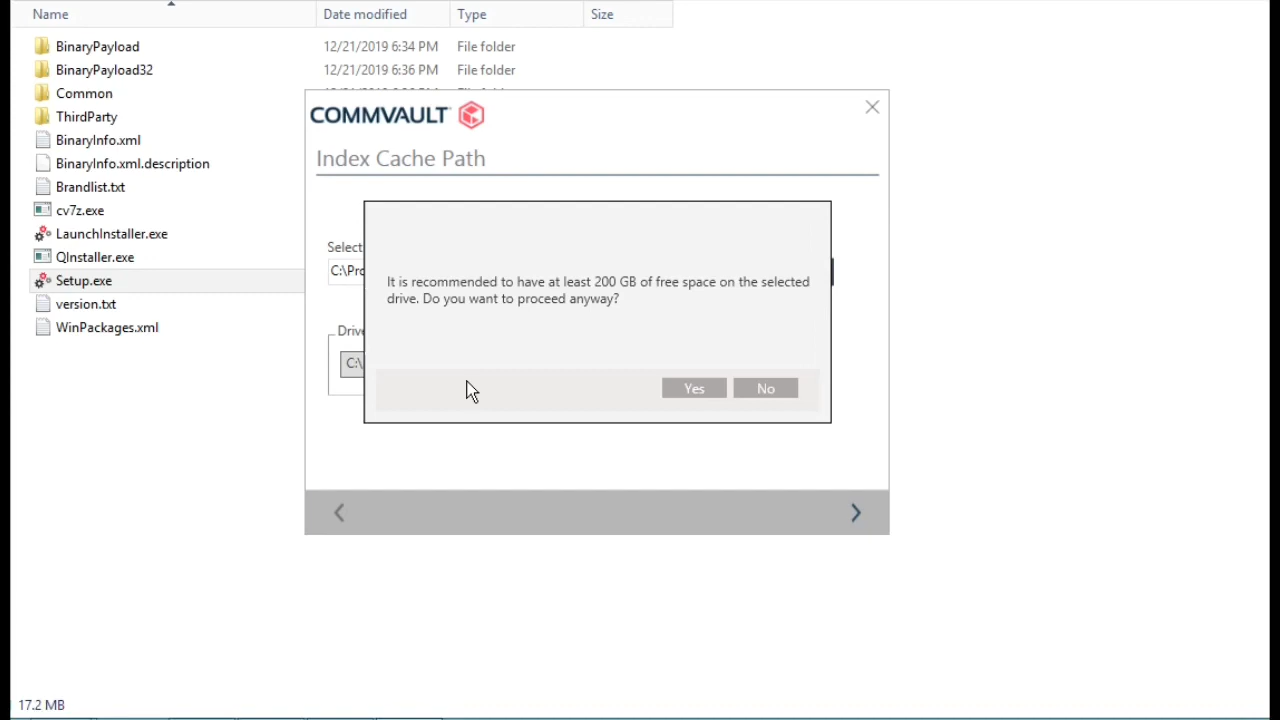 Name Date modified Type Size
BinaryPayload 12/21/2019 6:34 PM File folder
BinaryPayload32 12/21/2019 6:36 PM File folder
Common
ThirdParty
BinaryInfo.xml
BinaryInfo.xml.description
Brandlist.txt
cv7z.exe
LaunchInstaller.exe
QInstaller.exe
Setup.exe
version.txt
WinPackages.xml
COMMVAULT
Index Cache Path
Select
C:\Pro
Drive
C:\
It is recommended to have at least 200 GB of free space on the selected
drive. Do you want to proceed anyway?
Yes No
17.2 MB